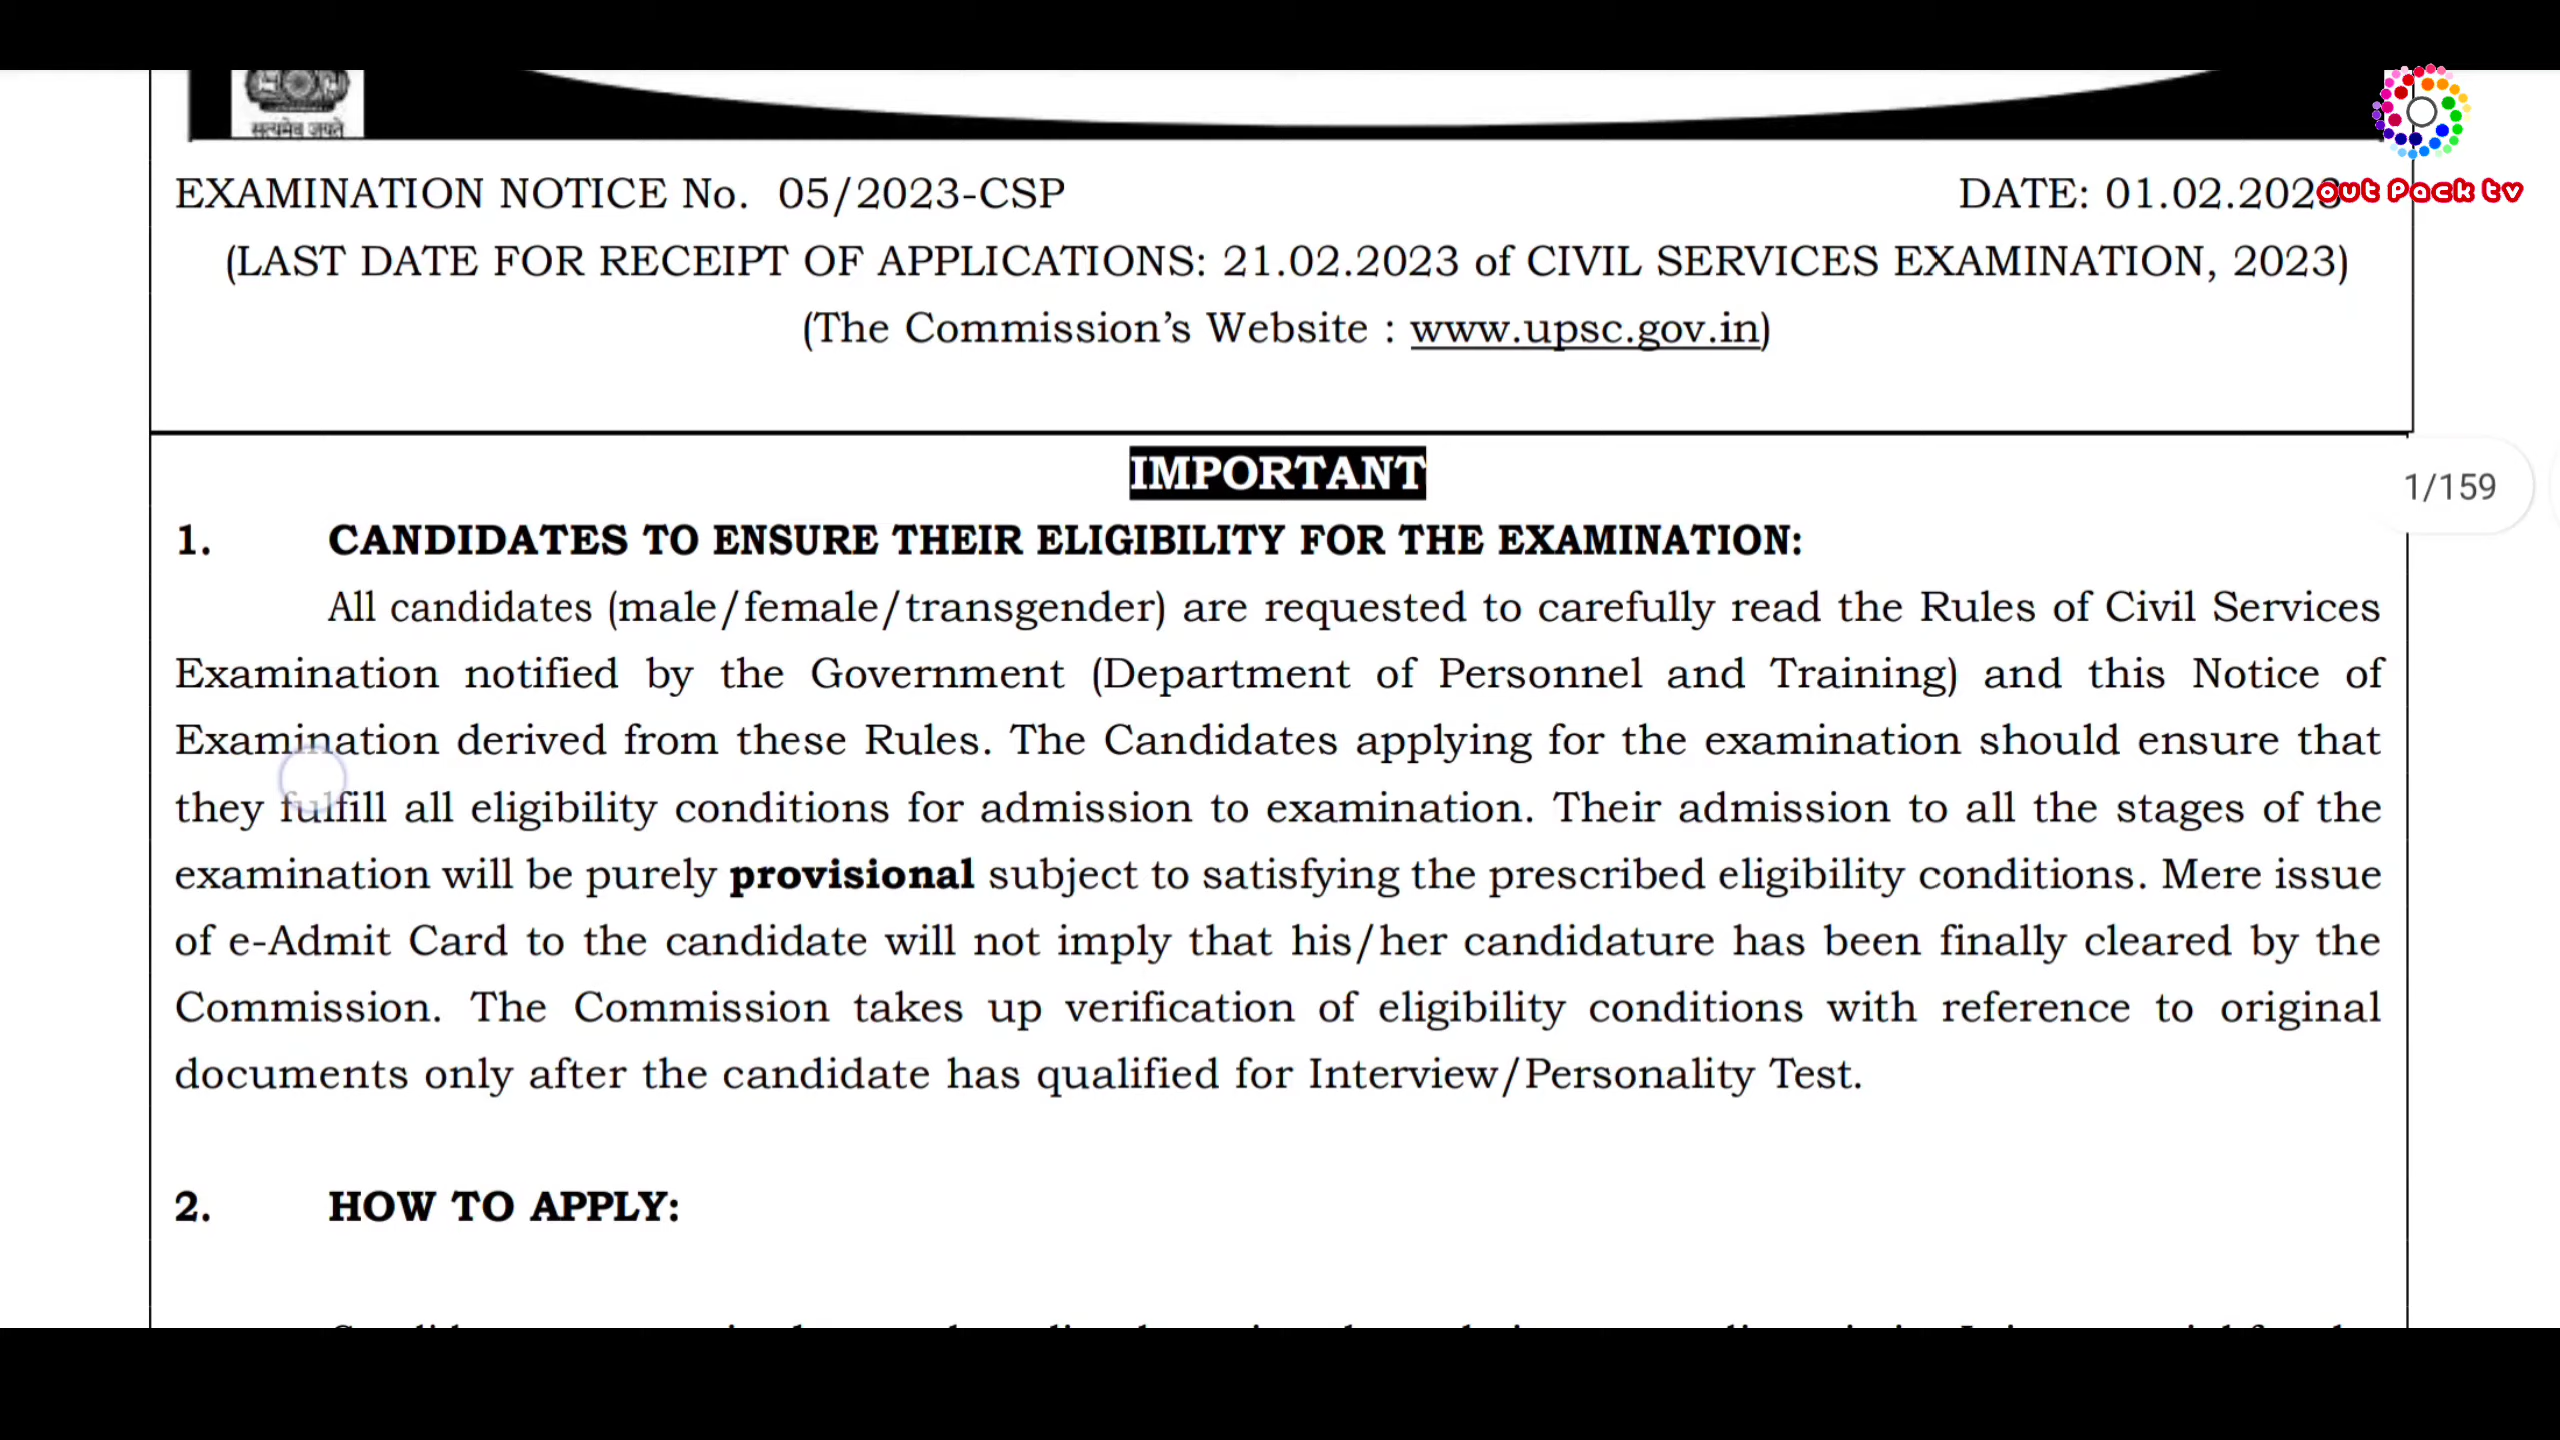 सत्यमेव जयते
EXAMINATION NOTICE No. 05/2023-CSP DATE: 01.02.2023
out Pack tv
(LAST DATE FOR RECEIPT OF APPLICATIONS: 21.02.2023 of CIVIL SERVICES EXAMINATION, 2023)
(The Commission’s Website : www.upsc.gov.in)
IMPORTANT
1/159
1. CANDIDATES TO ENSURE THEIR ELIGIBILITY FOR THE EXAMINATION:
All candidates (male/female/transgender) are requested to carefully read the Rules of Civil Services
Examination notified by the Government (Department of Personnel and Training) and this Notice of
Examination derived from these Rules. The Candidates applying for the examination should ensure that
they fulfill all eligibility conditions for admission to examination. Their admission to all the stages of the
examination will be purely provisional subject to satisfying the prescribed eligibility conditions. Mere issue
of e-Admit Card to the candidate will not imply that his/her candidature has been finally cleared by the
Commission. The Commission takes up verification of eligibility conditions with reference to original
documents only after the candidate has qualified for Interview/Personality Test.
2. HOW TO APPLY: